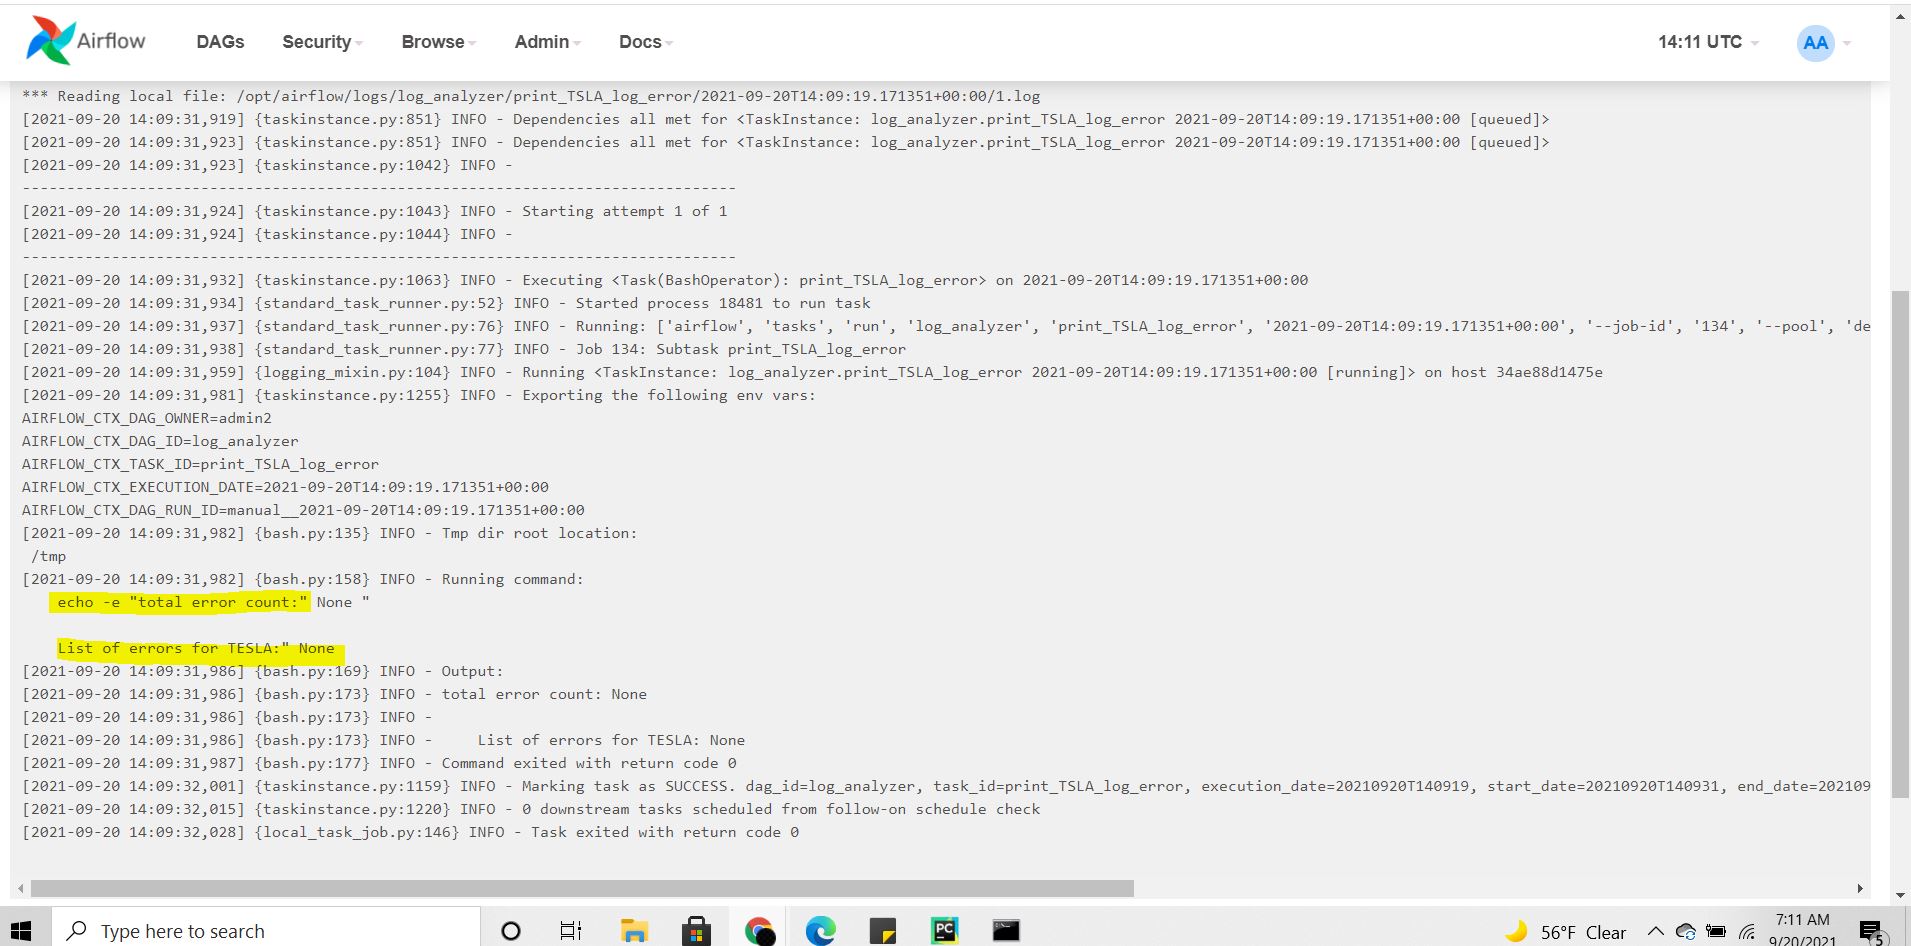 Airflow DAGs Security Browse Admin Docs 14:11 UTC AA
*** Reading local file: /opt/airflow/logs/log_analyzer/print_TSLA_log_error/2021-09-20T14:09:19.171351+00:00/1.log
[2021-09-20 14:09:31,919] {taskinstance.py:851} INFO - Dependencies all met for <TaskInstance: log_analyzer.print_TSLA_log_error 2021-09-20T14:09:19.171351+00:00 [queued]>
[2021-09-20 14:09:31,923] {taskinstance.py:851} INFO - Dependencies all met for <TaskInstance: log_analyzer.print_TSLA_log_error 2021-09-20T14:09:19.171351+00:00 [queued]>
[2021-09-20 14:09:31,923] {taskinstance.py:1042} INFO -
--------------------------------------------------------------------------------
[2021-09-20 14:09:31,924] {taskinstance.py:1043} INFO - Starting attempt 1 of 1
[2021-09-20 14:09:31,924] {taskinstance.py:1044} INFO -
--------------------------------------------------------------------------------
[2021-09-20 14:09:31,932] {taskinstance.py:1063} INFO - Executing <Task(BashOperator): print_TSLA_log_error> on 2021-09-20T14:09:19.171351+00:00
[2021-09-20 14:09:31,934] {standard_task_runner.py:52} INFO - Started process 18481 to run task
[2021-09-20 14:09:31,937] {standard_task_runner.py:76} INFO - Running: ['airflow', 'tasks', 'run', 'log_analyzer', 'print_TSLA_log_error', '2021-09-20T14:09:19.171351+00:00', '--job-id', '134', '--pool', 'de
[2021-09-20 14:09:31,938] {standard_task_runner.py:77} INFO - Job 134: Subtask print_TSLA_log_error
[2021-09-20 14:09:31,959] {logging_mixin.py:104} INFO - Running <TaskInstance: log_analyzer.print_TSLA_log_error 2021-09-20T14:09:19.171351+00:00 [running]> on host 34ae88d1475e
[2021-09-20 14:09:31,981] {taskinstance.py:1255} INFO - Exporting the following env vars:
AIRFLOW_CTX_DAG_OWNER=admin2
AIRFLOW_CTX_DAG_ID=log_analyzer
AIRFLOW_CTX_TASK_ID=print_TSLA_log_error
AIRFLOW_CTX_EXECUTION_DATE=2021-09-20T14:09:19.171351+00:00
AIRFLOW_CTX_DAG_RUN_ID=manual__2021-09-20T14:09:19.171351+00:00
[2021-09-20 14:09:31,982] {bash.py:135} INFO - Tmp dir root location:
/tmp
[2021-09-20 14:09:31,982] {bash.py:158} INFO - Running command:
echo -e "total error count:" None "
List of errors for TESLA:" None
[2021-09-20 14:09:31,986] {bash.py:169} INFO - Output:
[2021-09-20 14:09:31,986] {bash.py:173} INFO - total error count: None
[2021-09-20 14:09:31,986] {bash.py:173} INFO -
[2021-09-20 14:09:31,986] {bash.py:173} INFO -     List of errors for TESLA: None
[2021-09-20 14:09:31,987] {bash.py:177} INFO - Command exited with return code 0
[2021-09-20 14:09:32,001] {taskinstance.py:1159} INFO - Marking task as SUCCESS. dag_id=log_analyzer, task_id=print_TSLA_log_error, execution_date=20210920T140919, start_date=20210920T140931, end_date=202109
[2021-09-20 14:09:32,015] {taskinstance.py:1220} INFO - 0 downstream tasks scheduled from follow-on schedule check
[2021-09-20 14:09:32,028] {local_task_job.py:146} INFO - Task exited with return code 0
Type here to search PC 56°F Clear 7:11 AM
9/20/2021 5